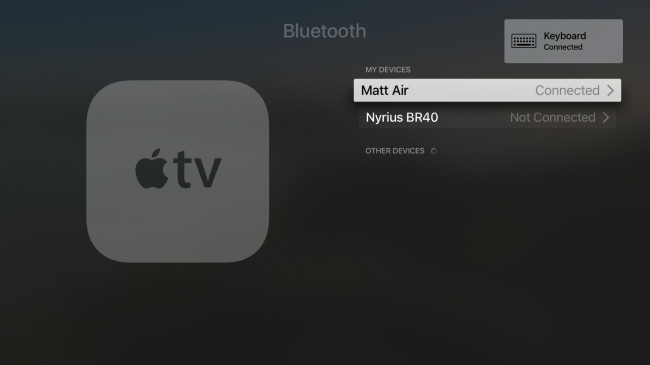 Bluetooth
Keyboard
Connected
MY DEVICES
Matt Air Connected
Nyrius BR40 Not Connected
OTHER DEVICES
tv